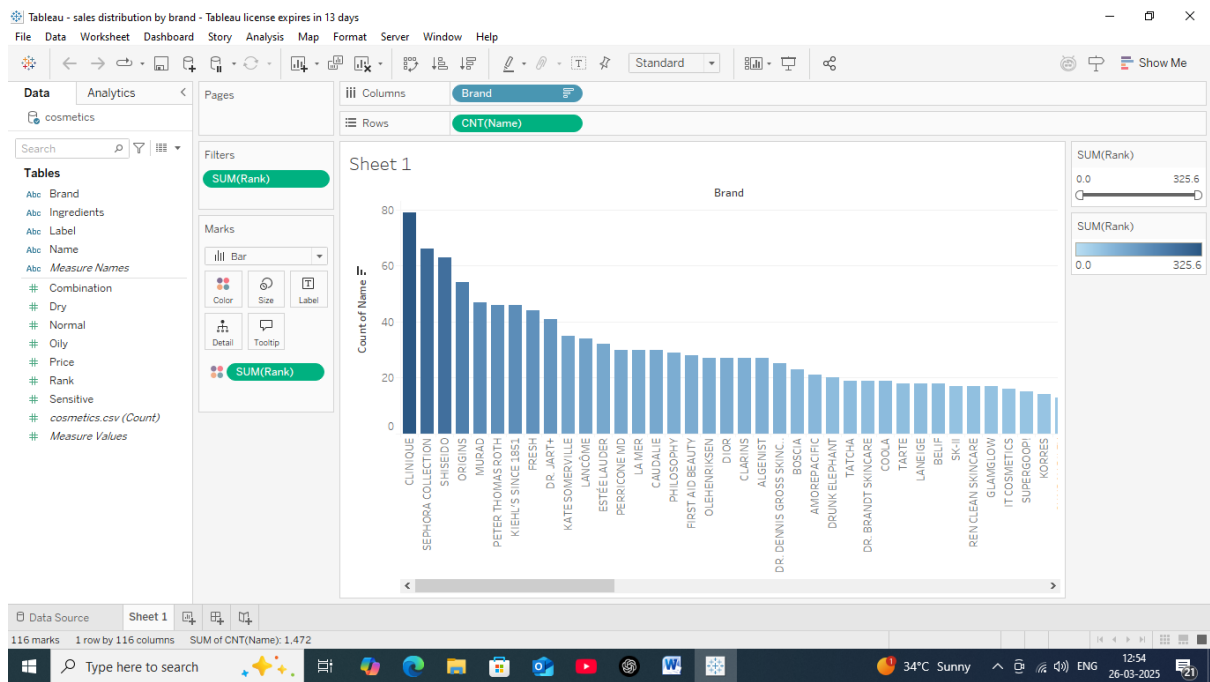 Tableau - sales distribution by brand - Tableau license expires in 13 days
File Data Worksheet Dashboard Story Analysis Map Format Server Window Help
Standard
Show Me
Data Analytics
cosmetics
Search
Tables
Abc Brand
Abc Ingredients
Abc Label
Abc Name
Abc Measure Names
# Combination
# Dry
# Normal
# Oily
# Price
# Rank
# Sensitive
# cosmetics.csv (Count)
# Measure Values
Pages
Filters
SUM(Rank)
Marks
Bar
Color Size Label
Detail Tooltip
SUM(Rank)
Columns Brand
Rows CNT(Name)
Sheet 1
Brand
Count of Name
80
60
40
20
0
CLINIQUE
SEPHORA COLLECTION
SHISEIDO
ORIGINS
MURAD
PETER THOMAS ROTH
KIEHL'S SINCE 1851
FRESH
DR. JART+
KATE SOMERVILLE
LANCÔME
ESTÉE LAUDER
PERRICONE MD
LA MER
CAUDALIE
PHILOSOPHY
FIRST AID BEAUTY
OLEHENRIKSEN
DIOR
CLARINS
ALGENIST
DR. DENNIS GROSS SKINC..
BOSCIA
AMOREPACIFIC
DRUNK ELEPHANT
TATCHA
DR. BRANDT SKINCARE
COOLA
TARTE
LANEIGE
BELIF
SK-II
REN CLEAN SKINCARE
GLAMGLOW
IT COSMETICS
SUPERGOOP!
KORRES
SUM(Rank)
0.0 325.6
SUM(Rank)
0.0 325.6
Data Source Sheet 1
116 marks 1 row by 116 columns SUM of CNT(Name): 1,472
Type here to search
34°C Sunny
ENG
12:54
26-03-2025
21